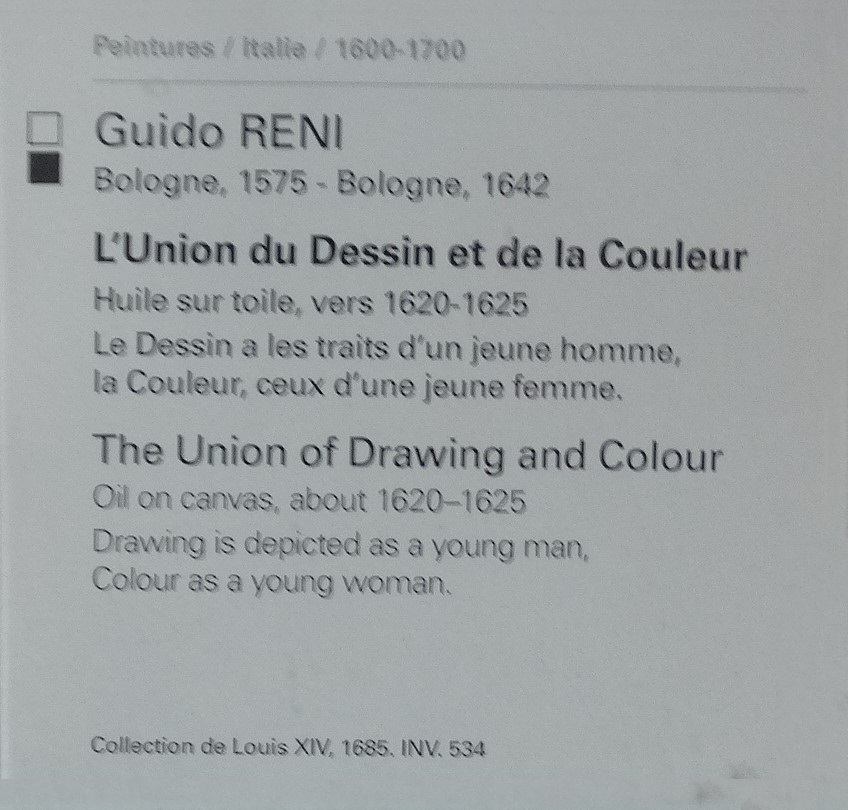 Peintures / Italie / 1600-1700
Guido RENI
Bologne, 1575 - Bologne, 1642
L'Union du Dessin et de la Couleur
Huile sur toile, vers 1620-1625
Le Dessin a les traits d'un jeune homme,
la Couleur, ceux d'une jeune femme.
The Union of Drawing and Colour
Oil on canvas, about 1620–1625
Drawing is depicted as a young man,
Colour as a young woman.
Collection de Louis XIV, 1685. INV. 534